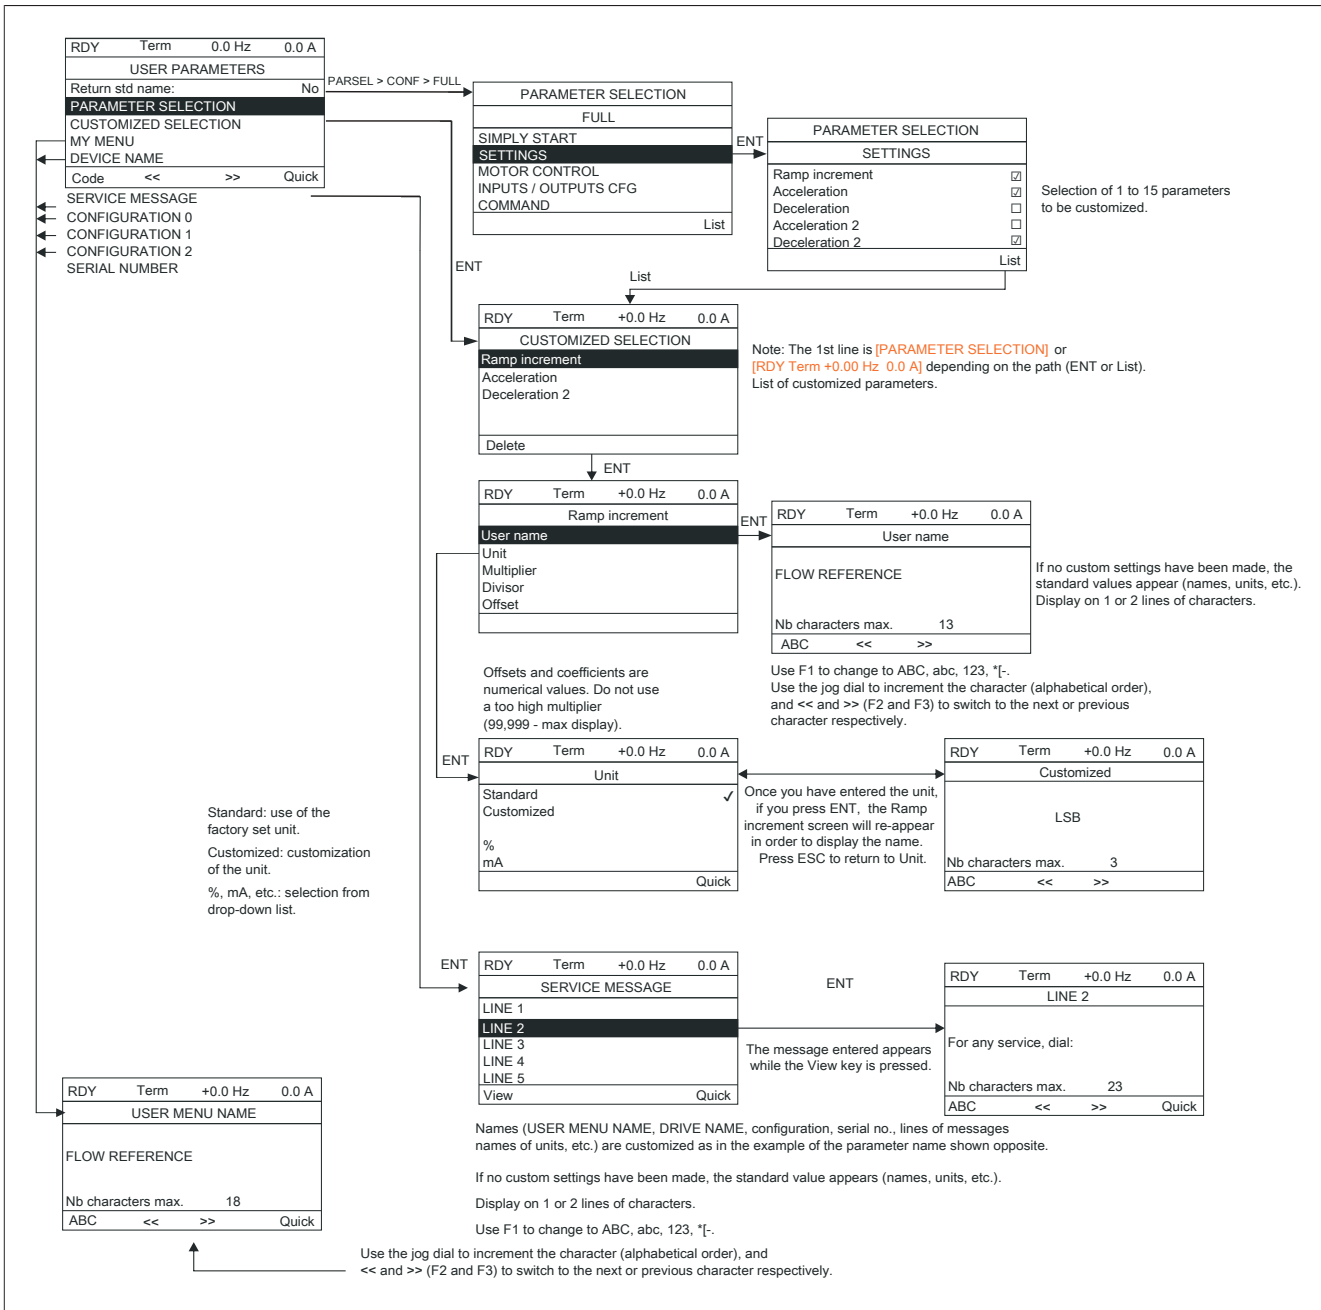 RDY Term 0.0 Hz 0.0 A
USER PARAMETERS
Return std name: No
PARAMETER SELECTION
CUSTOMIZED SELECTION
MY MENU
DEVICE NAME
Code << >> Quick
SERVICE MESSAGE
CONFIGURATION 0
CONFIGURATION 1
CONFIGURATION 2
SERIAL NUMBER
PARSEL > CONF > FULL
PARAMETER SELECTION
FULL
SIMPLY START
SETTINGS
MOTOR CONTROL
INPUTS / OUTPUTS CFG
COMMAND
List
ENT
PARAMETER SELECTION
SETTINGS
Ramp increment ☑
Acceleration ☑
Deceleration ☐
Acceleration 2 ☐
Deceleration 2 ☑
List
Selection of 1 to 15 parameters
to be customized.
ENT
List
RDY Term +0.0 Hz 0.0 A
CUSTOMIZED SELECTION
Ramp increment
Acceleration
Deceleration 2
Delete
Note: The 1st line is [PARAMETER SELECTION] or
[RDY Term +0.00 Hz 0.0 A] depending on the path (ENT or List).
List of customized parameters.
ENT
RDY Term +0.0 Hz 0.0 A
Ramp increment
User name
Unit
Multiplier
Divisor
Offset
ENT
RDY Term +0.0 Hz 0.0 A
User name
FLOW REFERENCE
Nb characters max. 13
ABC << >>
If no custom settings have been made, the
standard values appear (names, units, etc.).
Display on 1 or 2 lines of characters.
Offsets and coefficients are
numerical values. Do not use
a too high multiplier
(99,999 - max display).
Use F1 to change to ABC, abc, 123, *[-.
Use the jog dial to increment the character (alphabetical order),
and << and >> (F2 and F3) to switch to the next or previous
character respectively.
ENT
RDY Term +0.0 Hz 0.0 A
Unit
Standard ✓
Customized
%
mA
Quick
Once you have entered the unit,
if you press ENT, the Ramp
increment screen will re-appear
in order to display the name.
Press ESC to return to Unit.
RDY Term +0.0 Hz 0.0 A
Customized
LSB
Nb characters max. 3
ABC << >>
Standard: use of the
factory set unit.
Customized: customization
of the unit.
%, mA, etc.: selection from
drop-down list.
ENT
RDY Term +0.0 Hz 0.0 A
SERVICE MESSAGE
LINE 1
LINE 2
LINE 3
LINE 4
LINE 5
View Quick
ENT
The message entered appears
while the View key is pressed.
RDY Term +0.0 Hz 0.0 A
LINE 2
For any service, dial:
Nb characters max. 23
ABC << >> Quick
RDY Term +0.0 Hz 0.0 A
USER MENU NAME
FLOW REFERENCE
Nb characters max. 18
ABC << >> Quick
Names (USER MENU NAME, DRIVE NAME, configuration, serial no., lines of messages
names of units, etc.) are customized as in the example of the parameter name shown opposite.
If no custom settings have been made, the standard value appears (names, units, etc.).
Display on 1 or 2 lines of characters.
Use F1 to change to ABC, abc, 123, *[-.
Use the jog dial to increment the character (alphabetical order), and
<< and >> (F2 and F3) to switch to the next or previous character respectively.